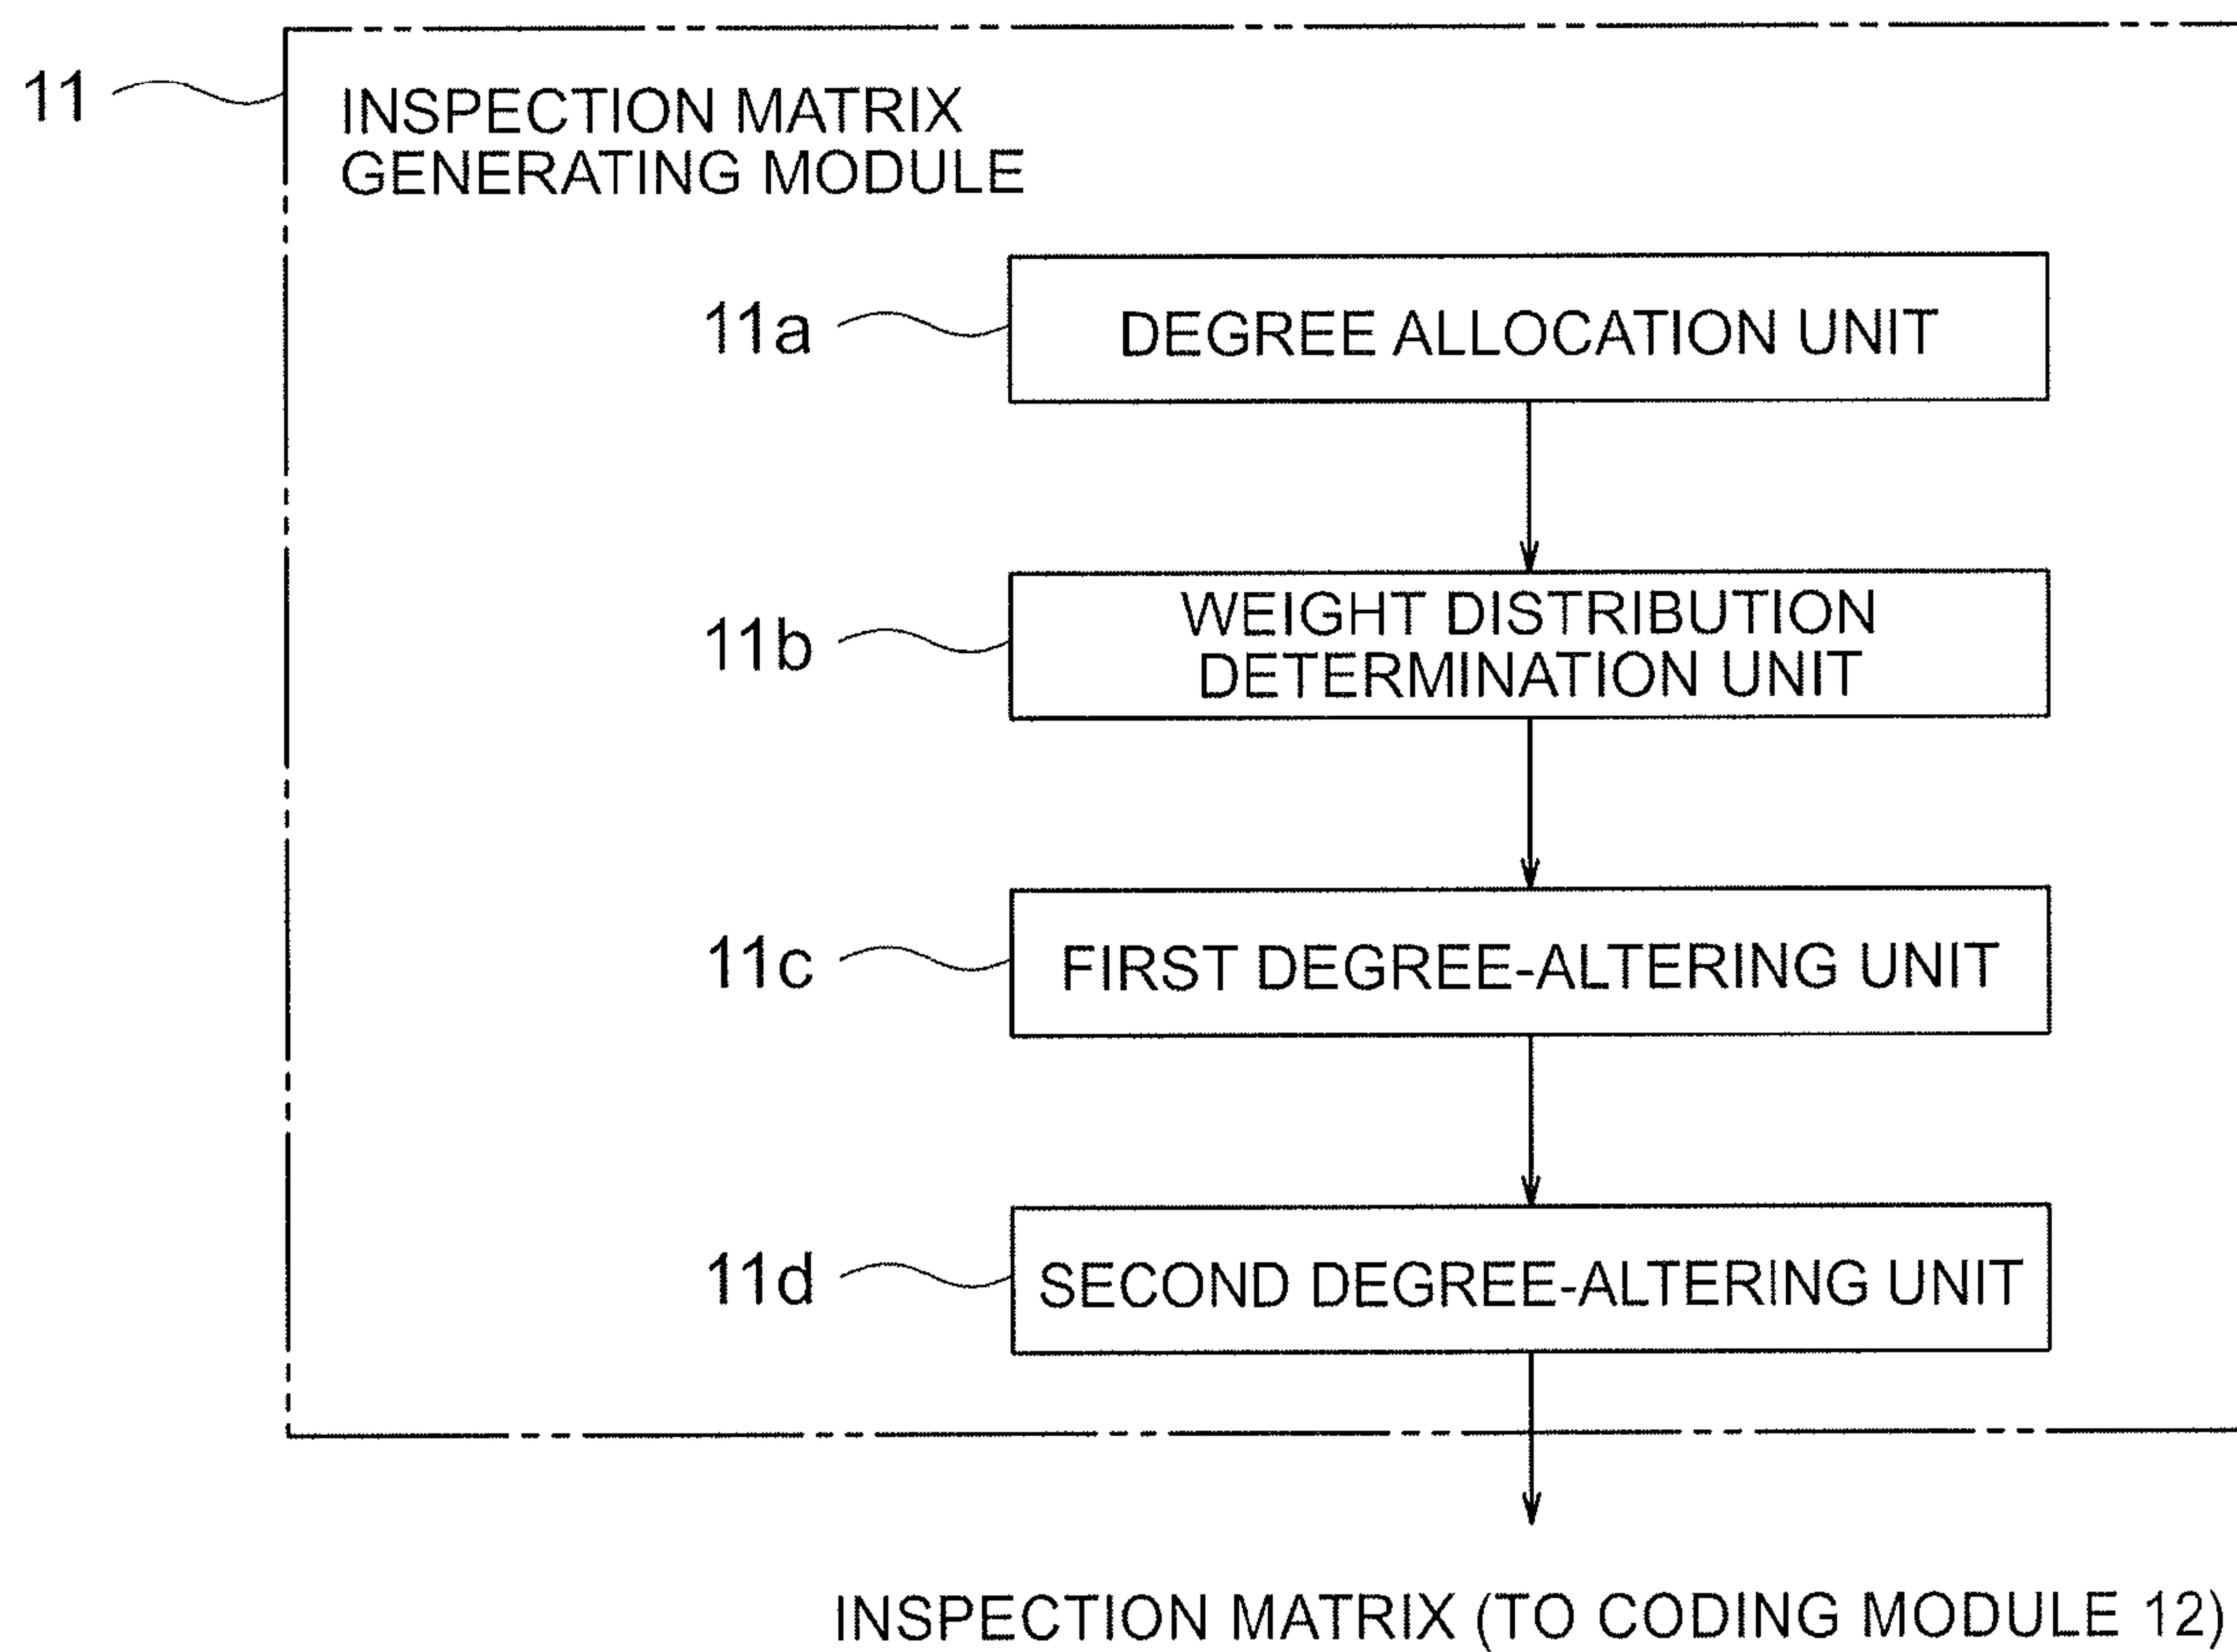 11
INSPECTION MATRIX
GENERATING MODULE
11a
DEGREE ALLOCATION UNIT
11b
WEIGHT DISTRIBUTION
DETERMINATION UNIT
11c
FIRST DEGREE-ALTERING UNIT
11d
SECOND DEGREE-ALTERING UNIT
INSPECTION MATRIX (TO CODING MODULE 12)